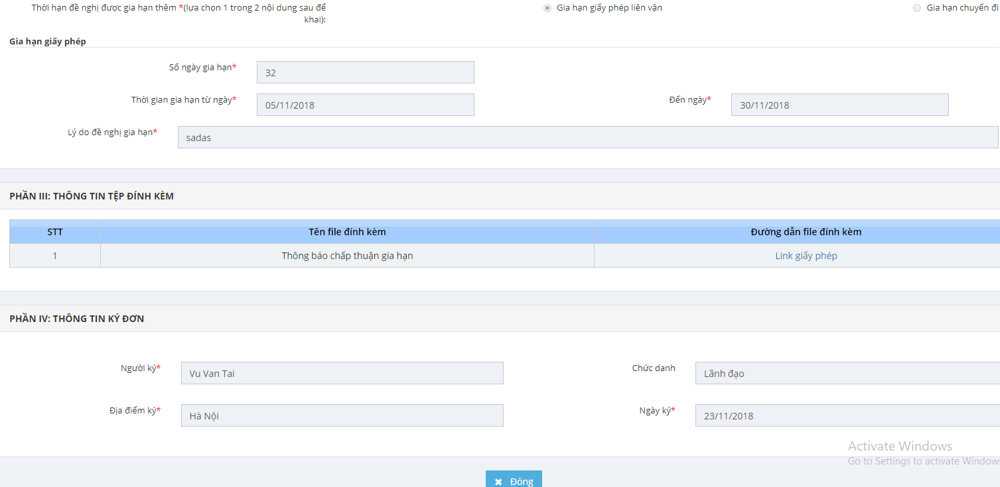 Thời hạn đề nghị được gia hạn thêm *(lựa chọn 1 trong 2 nội dung sau để
khai):
Gia hạn giấy phép liên vận
Gia hạn chuyến đi
Gia hạn giấy phép
Số ngày gia hạn*
32
Thời gian gia hạn từ ngày*
05/11/2018
Đến ngày*
30/11/2018
Lý do đề nghị gia hạn*
sadas
PHẦN III: THÔNG TIN TỆP ĐÍNH KÈM
STT
Tên file đính kèm
Đường dẫn file đính kèm
1
Thông báo chấp thuận gia hạn
Link giấy phép
PHẦN IV: THÔNG TIN KÝ ĐƠN
Người ký*
Vu Van Tai
Chức danh
Lãnh đạo
Địa điểm ký*
Hà Nội
Ngày ký*
23/11/2018
Activate Windows
Go to Settings to activate Windows
✖ Đóng